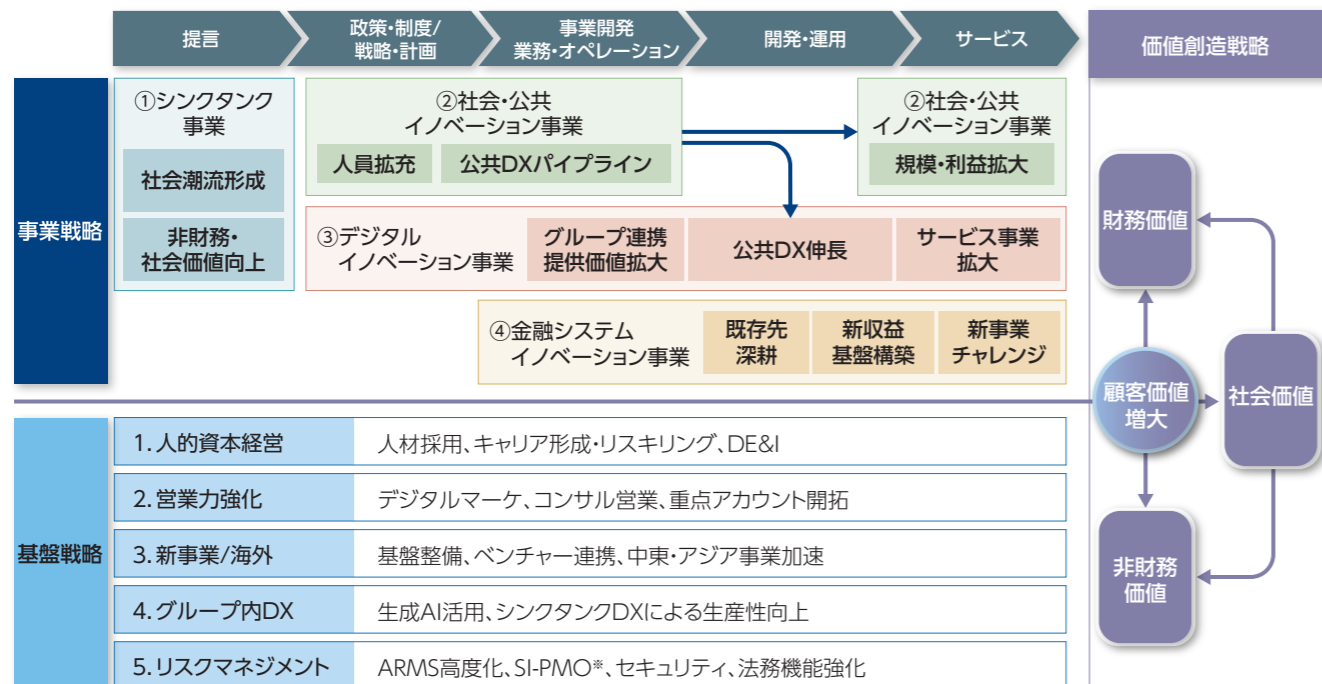 提言
政策・制度/
戦略・計画
事業開発
業務・オペレーション
開発・運用
サービス
価値創造戦略
事業戦略
①シンクタンク
事業
社会潮流形成
非財務・
社会価値向上
②社会・公共
イノベーション事業
人員拡充
公共DXパイプライン
②社会・公共
イノベーション事業
規模・利益拡大
③デジタル
イノベーション事業
グループ連携
提供価値拡大
公共DX伸長
サービス事業
拡大
④金融システム
イノベーション事業
既存先
深耕
新収益
基盤構築
新事業
チャレンジ
財務価値
顧客価値
増大
社会価値
非財務
価値
基盤戦略
1.人的資本経営
人材採用、キャリア形成・リスキリング、DE&I
2.営業力強化
デジタルマーケ、コンサル営業、重点アカウント開拓
3.新事業/海外
基盤整備、ベンチャー連携、中東・アジア事業加速
4.グループ内DX
生成AI活用、シンクタンクDXによる生産性向上
5.リスクマネジメント
ARMS高度化、SI-PMO※、セキュリティ、法務機能強化